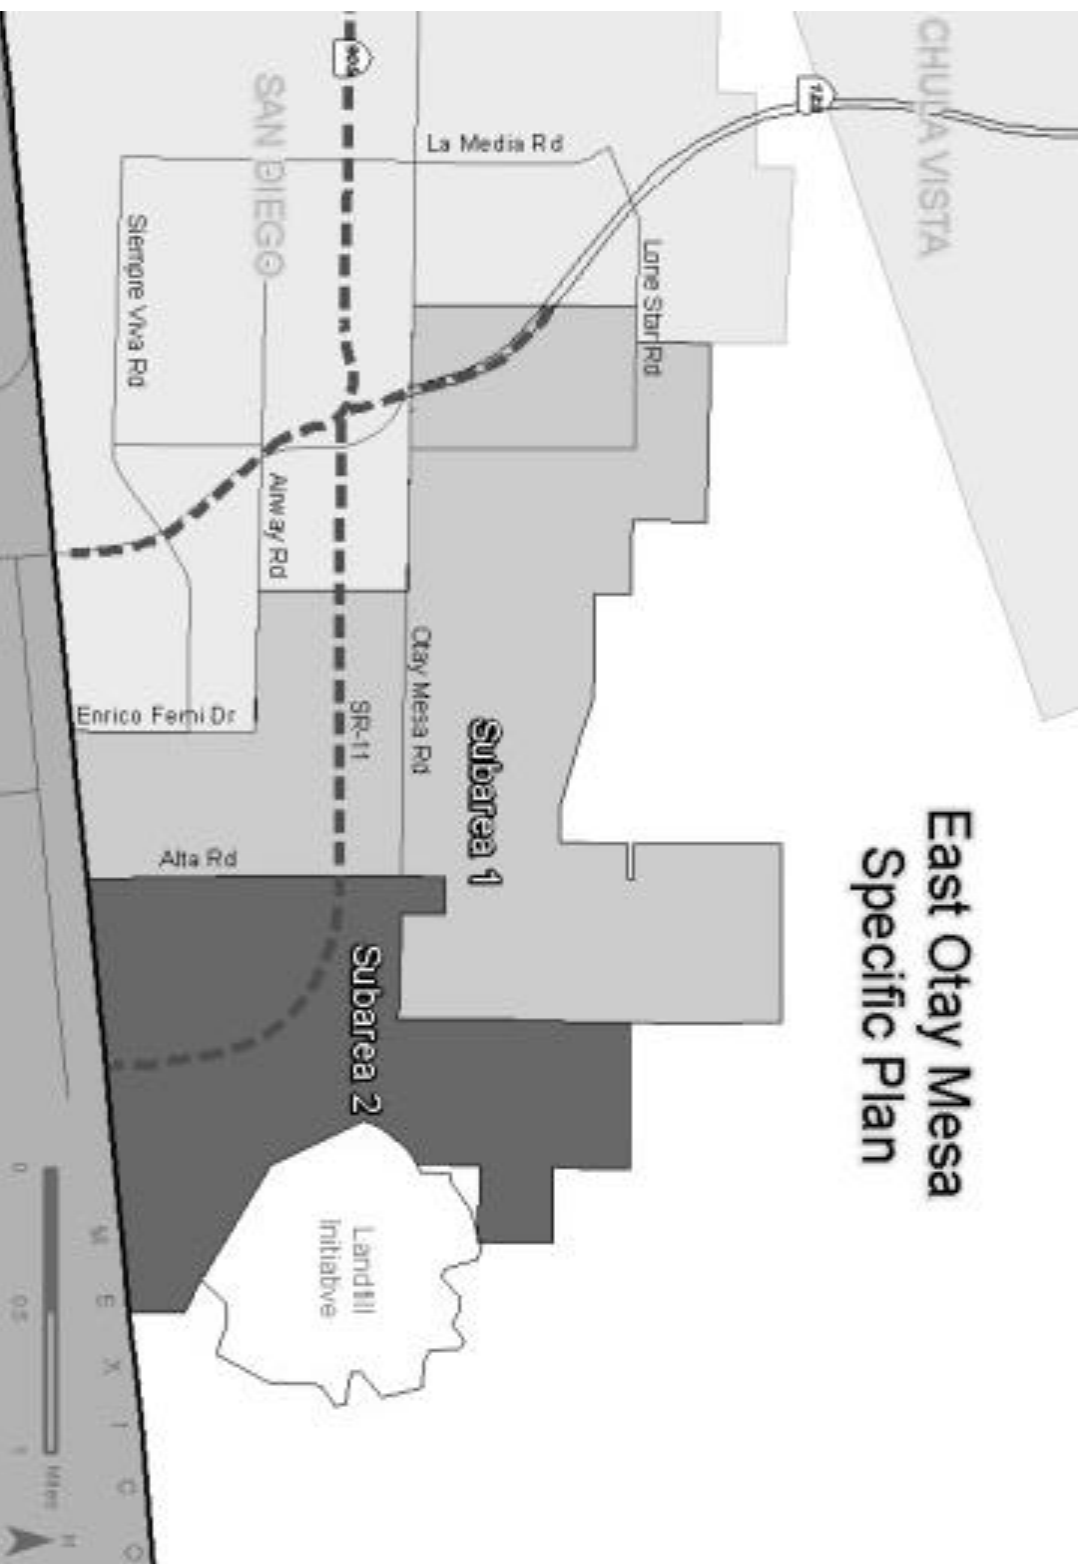 East Otay Mesa
Specific Plan
CHULA VISTA
125
Lone Star Rd
La Media Rd
Subarea 1
Otay Mesa Rd
905
SR-11
Subarea 2
Landfill
Initiative
SAN DIEGO
Airway Rd
Siempre Viva Rd
Enrico Fermi Dr
Alta Rd
MEXICO
0 0.5 1
Miles
N